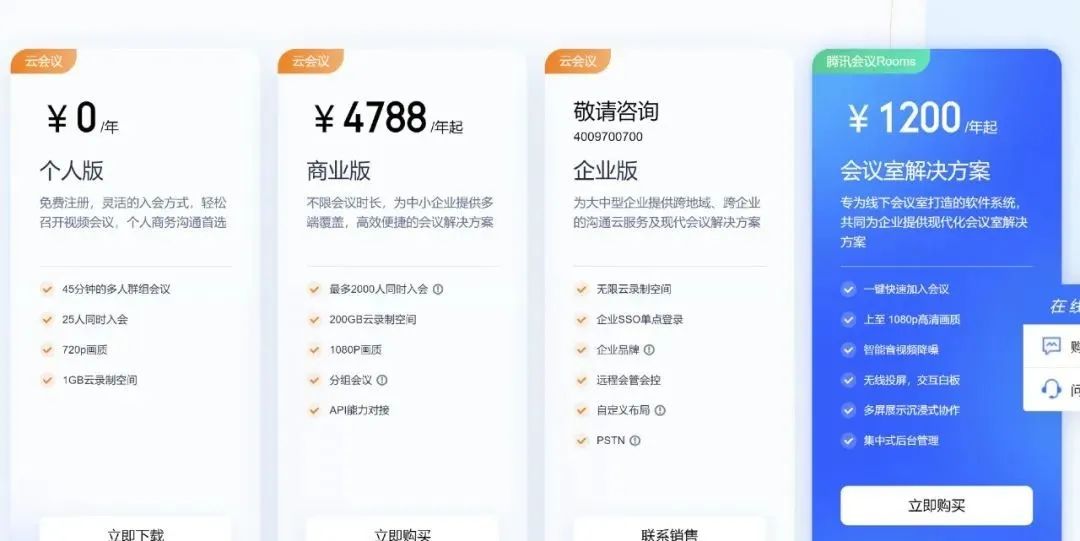 云会议
¥0/年
个人版
免费注册，灵活的入会方式，轻松
召开视频会议，个人商务沟通首选
45分钟的多人群组会议
25人同时入会
720p画质
1GB云录制空间
立即下载
云会议
¥4788/年起
商业版
不限会议时长，为中小企业提供多
端覆盖，高效便捷的会议解决方案
最多2000人同时入会
200GB云录制空间
1080P画质
分组会议
API能力对接
立即购买
云会议
敬请咨询
4009700700
企业版
为大中型企业提供跨地域、跨企业
的沟通云服务及现代会议解决方案
无限云录制空间
企业SSO单点登录
企业品牌
远程会管会控
自定义布局
PSTN
联系销售
腾讯会议Rooms
¥1200/年起
会议室解决方案
专为线下会议室打造的软件系统，
共同为企业提供现代化会议室解决
方案
一键快速加入会议
上至 1080p高清画质
智能音视频降噪
无线投屏，交互白板
多屏展示沉浸式协作
集中式后台管理
立即购买
在线
购
问